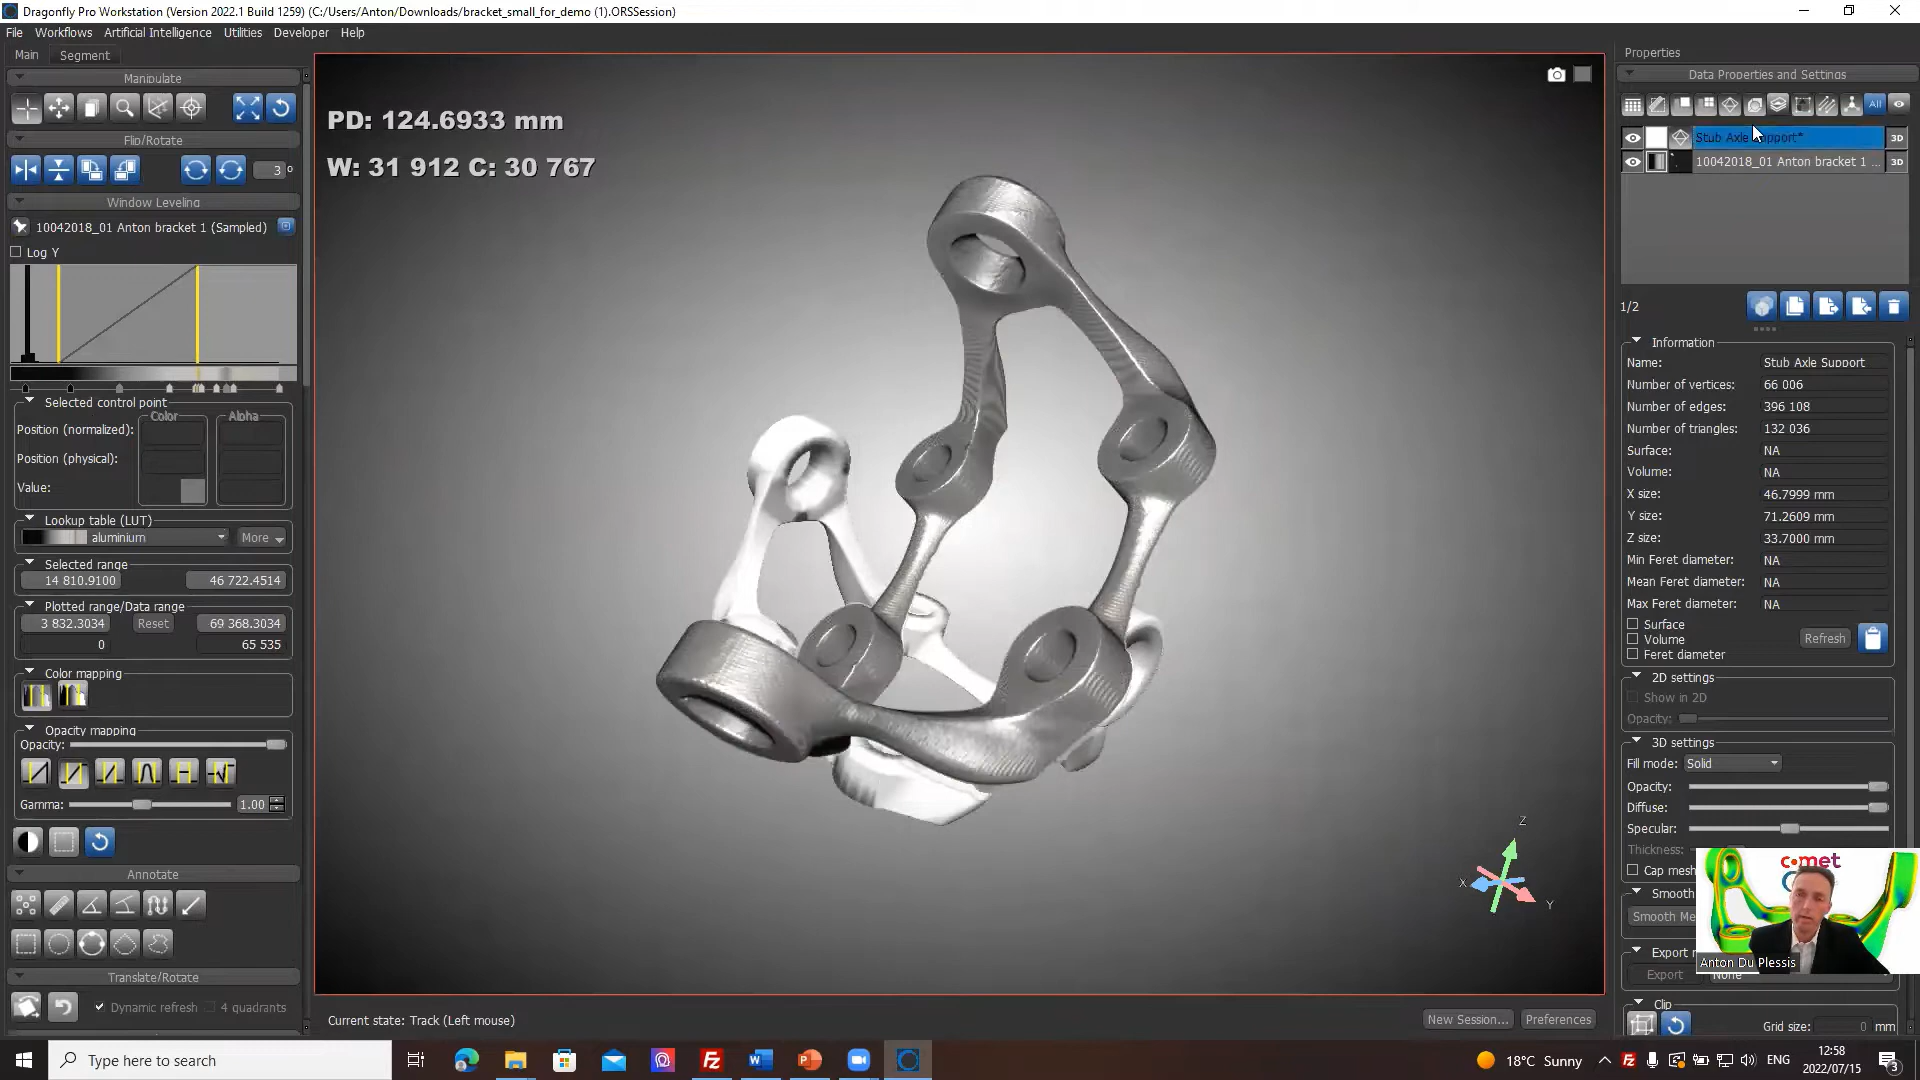 Dragonfly Pro Workstation (Version 2022.1 Build 1259) (C:/Users/Anton/Downloads/bracket_small_for_demo (1).ORSSession)
File Workflows Artificial Intelligence Utilities Developer Help
Main Segment
Manipulate
Flip/Rotate
3 °
Window Leveling
10042018_01 Anton bracket 1 (Sampled)
Log Y
Selected control point
Color Alpha
Position (normalized):
Position (physical):
Value:
Lookup table (LUT)
aluminium More
Selected range
14 810.9100 46 722.4514
Plotted range/Data range
3 832.3034 Reset 69 368.3034
0 65 535
Color mapping
Opacity mapping
Opacity:
Gamma: 1.00
Annotate
Translate/Rotate
Dynamic refresh 4 quadrants
PD: 124.6933 mm
W: 31 912 C: 30 767
Z
X
Y
Current state: Track (Left mouse)
New Session... Preferences
Properties
Data Properties and Settings
All
Stub Axle Support* 3D
10042018_01 Anton bracket 1 ... 3D
1/2
Information
Name: Stub Axle Support
Number of vertices: 66 006
Number of edges: 396 108
Number of triangles: 132 036
Surface: NA
Volume: NA
X size: 46.7999 mm
Y size: 71.2609 mm
Z size: 33.7000 mm
Min Feret diameter: NA
Mean Feret diameter: NA
Max Feret diameter: NA
Surface
Volume
Feret diameter
Refresh
2D settings
Show in 2D
Opacity:
3D settings
Fill mode: Solid
Opacity:
Diffuse:
Specular:
Thickness:
Cap mesh
Smooth
Smooth Me
Export
Export None
Clip
Grid size: 0 mm
comet
Anton Du Plessis
Type here to search
18°C Sunny
ENG
12:58
2022/07/15
3